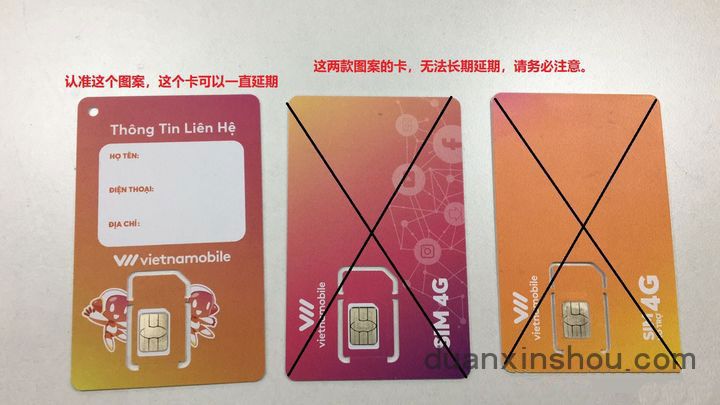 认准这个图案，这个卡可以一直延期
这两款图案的卡，无法长期延期，请务必注意。
Thông Tin Liên Hệ
HỌ TÊN:
ĐIỆN THOẠI:
ĐỊA CHỈ:
vietnamobile
vietnamobile
SIM 4G
vietnamobile
SIM 4G
duanxinshou.com